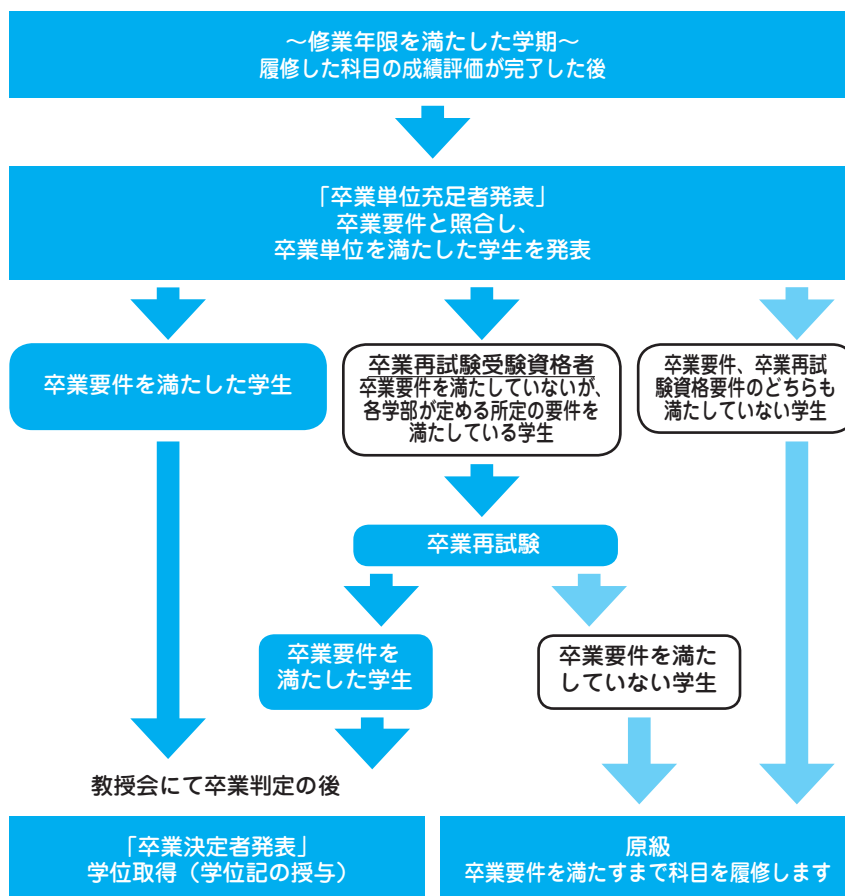 ～修業年限を満たした学期～
履修した科目の成績評価が完了した後
「卒業単位充足者発表」
卒業要件と照合し、
卒業単位を満たした学生を発表
卒業要件を満たした学生
卒業再試験受験資格者
卒業要件を満たしていないが、
各学部が定める所定の要件を
満たしている学生
卒業要件、卒業再試
験資格要件のどちらも
満たしていない学生
卒業再試験
卒業要件を
満たした学生
卒業要件を満た
していない学生
教授会にて卒業判定の後
「卒業決定者発表」
学位取得（学位記の授与）
原級
卒業要件を満たすまで科目を履修します